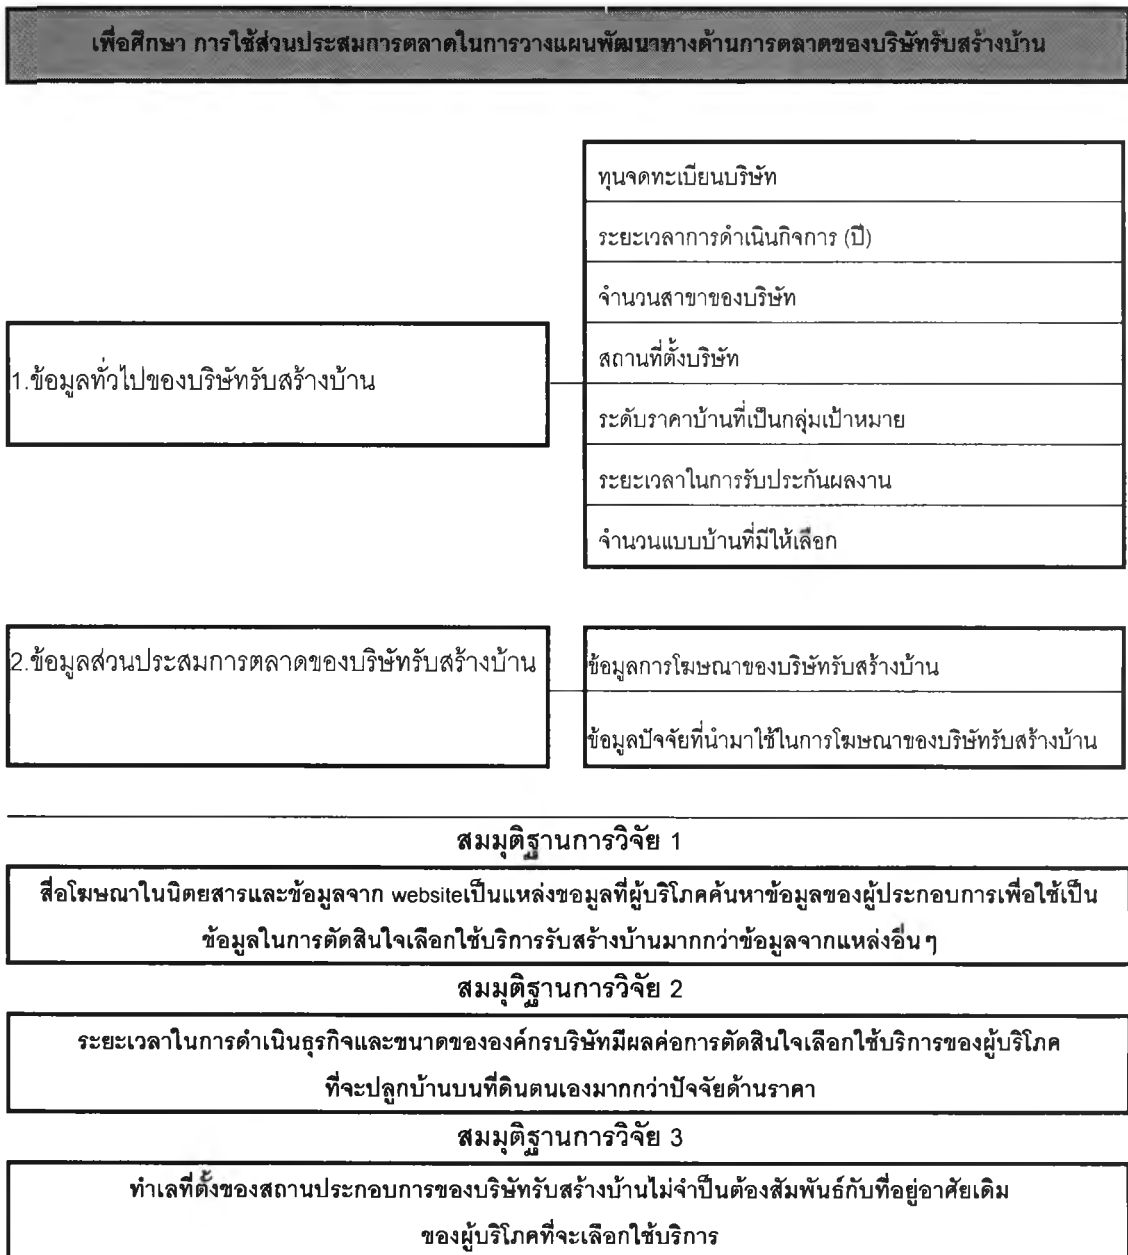 เพื่อศึกษา การใช้ส่วนประสมการตลาดในการวางแผนพัฒนาทางด้านการตลาดของบริษัทรับสร้างบ้าน
ทุนจดทะเบียนบริษัท
ระยะเวลาการดำเนินกิจการ (ปี)
จำนวนสาขาของบริษัท
สถานที่ตั้งบริษัท
1.ข้อมูลทั่วไปของบริษัทรับสร้างบ้าน
ระดับราคาบ้านที่เป็นกลุ่มเป้าหมาย
ระยะเวลาในการรับประกันผลงาน
จำนวนแบบบ้านที่มีให้เลือก
2.ข้อมูลส่วนประสมการตลาดของบริษัทรับสร้างบ้าน
ข้อมูลการโฆษณาของบริษัทรับสร้างบ้าน
ข้อมูลปัจจัยที่นำมาใช้ในการโฆษณาของบริษัทรับสร้างบ้าน
สมมุติฐานการวิจัย 1
สื่อโฆษณาในนิตยสารและข้อมูลจาก websiteเป็นแหล่งขอมูลที่ผู้บริโภคค้นหาข้อมูลของผู้ประกอบการเพื่อใช้เป็น
ข้อมูลในการตัดสินใจเลือกใช้บริการรับสร้างบ้านมากกว่าข้อมูลจากแหล่งอื่นๆ
สมมุติฐานการวิจัย 2
ระยะเวลาในการดำเนินธุรกิจและขนาดขององค์กรบริษัทมีผลค่อการตัดสินใจเลือกใช้บริการของผู้บริโภค
ที่จะปลูกบ้านบนที่ดินตนเองมากกว่าปัจจัยด้านราคา
สมมุติฐานการวิจัย 3
ทำเลที่ตั้งของสถานประกอบการของบริษัทรับสร้างบ้านไม่จำป็นต้องสัมพันธ์กับที่อยู่อาศัยเดิม
ของผู้บริโภคที่จะเลือกใช้บริการ